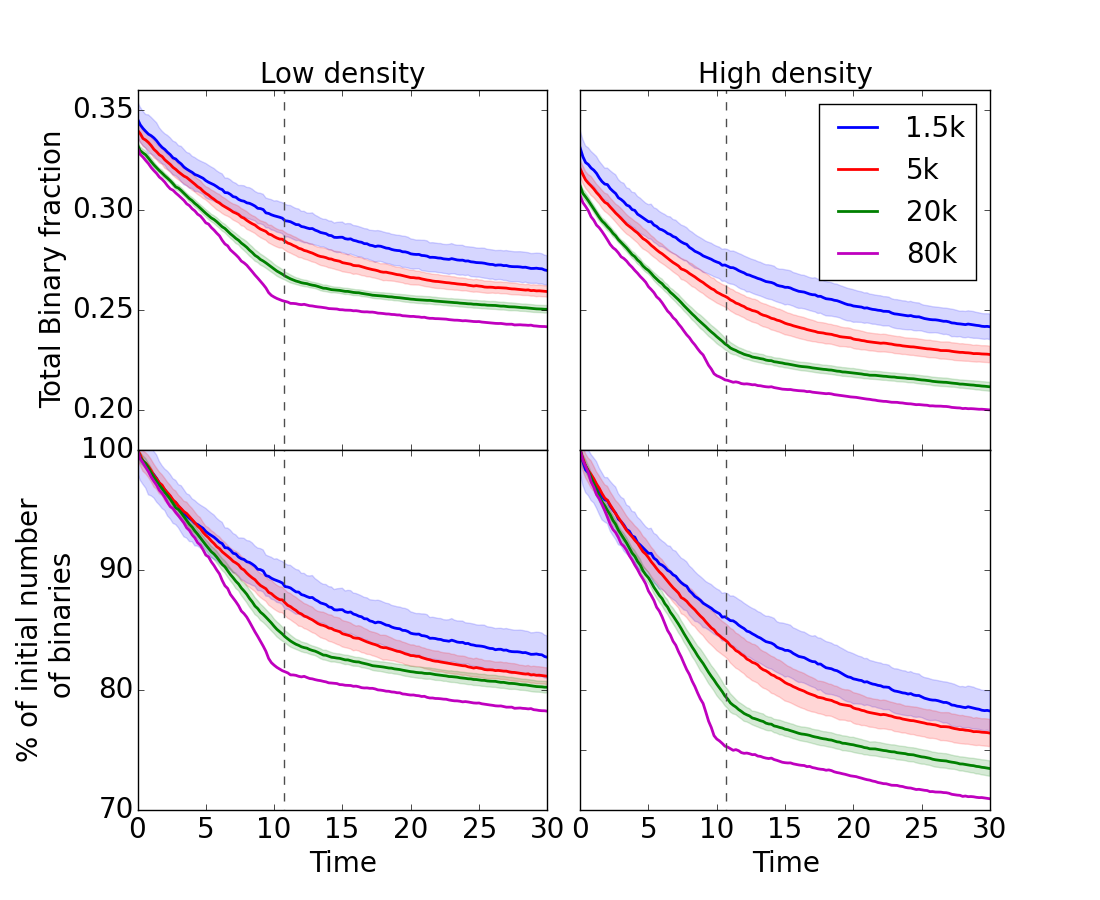 Low density
High density
0.35
0.30
0.25
0.20
Total Binary fraction
1.5k
5k
20k
80k
100
90
80
70
% of initial number
of binaries
0 5 10 15 20 25 30
0 5 10 15 20 25 30
Time
Time